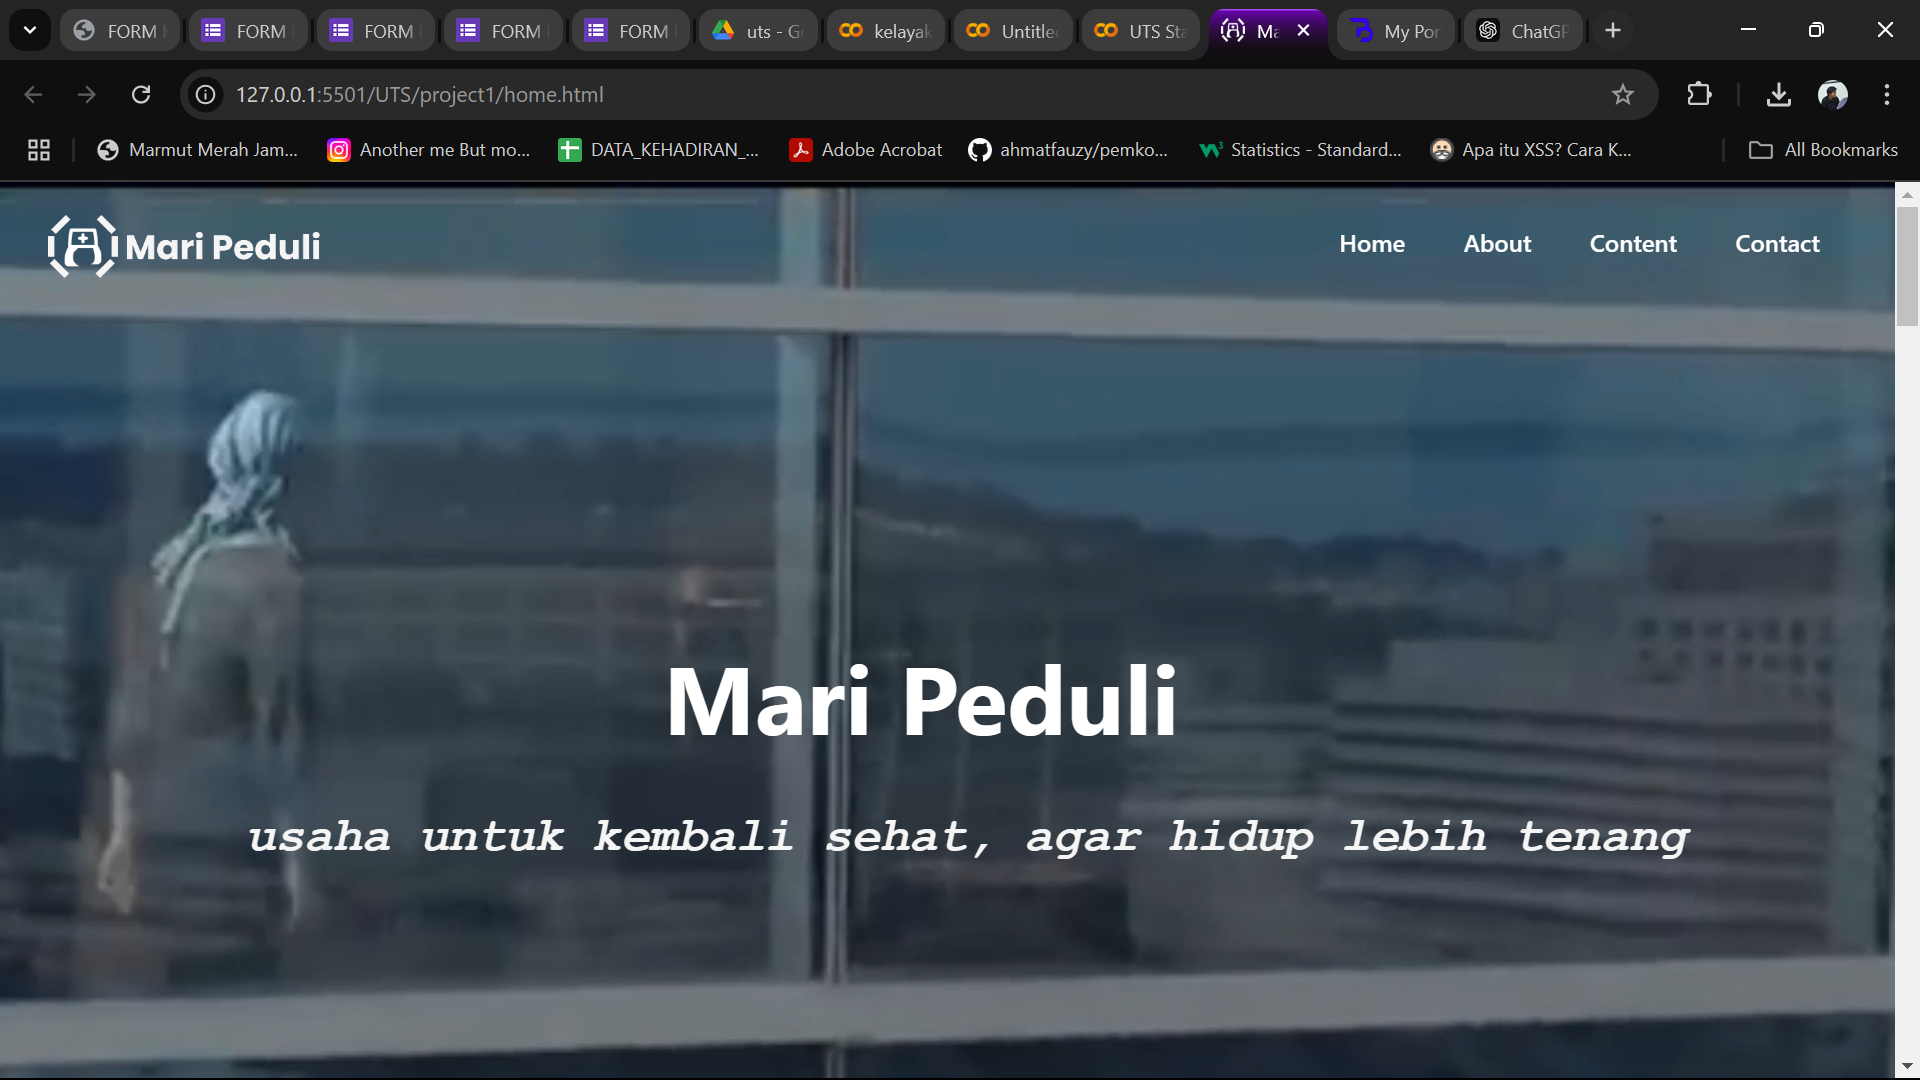 FORM
FORM
FORM
FORM
FORM
uts - G
kelayak
Untitle
UTS St
Ma
My Por
ChatGP
127.0.0.1:5501/UTS/project1/home.html
Marmut Merah Jam...
Another me But mo...
DATA_KEHADIRAN_...
Adobe Acrobat
ahmatfauzy/pemko...
Statistics - Standard...
Apa itu XSS? Cara K...
All Bookmarks
Mari Peduli
Home
About
Content
Contact
Mari Peduli
usaha untuk kembali sehat, agar hidup lebih tenang